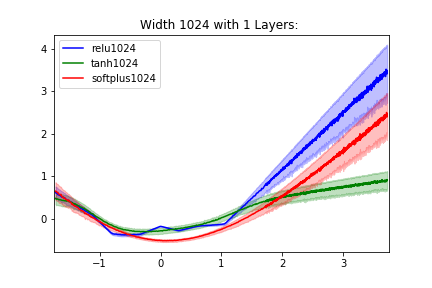 Width 1024 with 1 Layers:
relu1024
tanh1024
softplus1024
4
3
2
1
0
−1 0 1 2 3